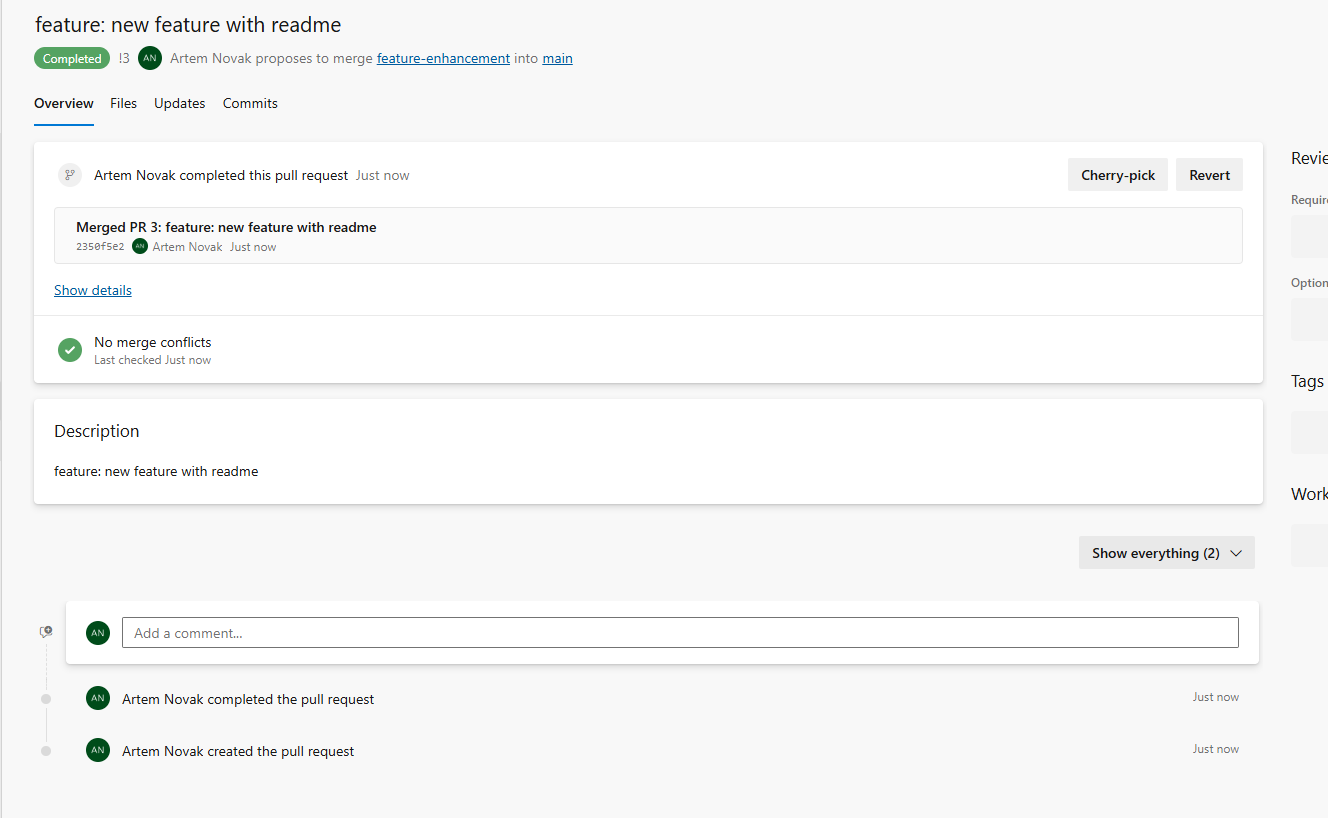 feature: new feature with readme
Completed !3 AN Artem Novak proposes to merge feature-enhancement into main
Overview Files Updates Commits
Artem Novak completed this pull request Just now
Cherry-pick Revert
Merged PR 3: feature: new feature with readme
2350f5e2 AN Artem Novak Just now
Show details
No merge conflicts
Last checked Just now
Description
feature: new feature with readme
Show everything (2)
AN Add a comment...
AN Artem Novak completed the pull request Just now
AN Artem Novak created the pull request Just now
Revie
Require
Option
Tags
Work